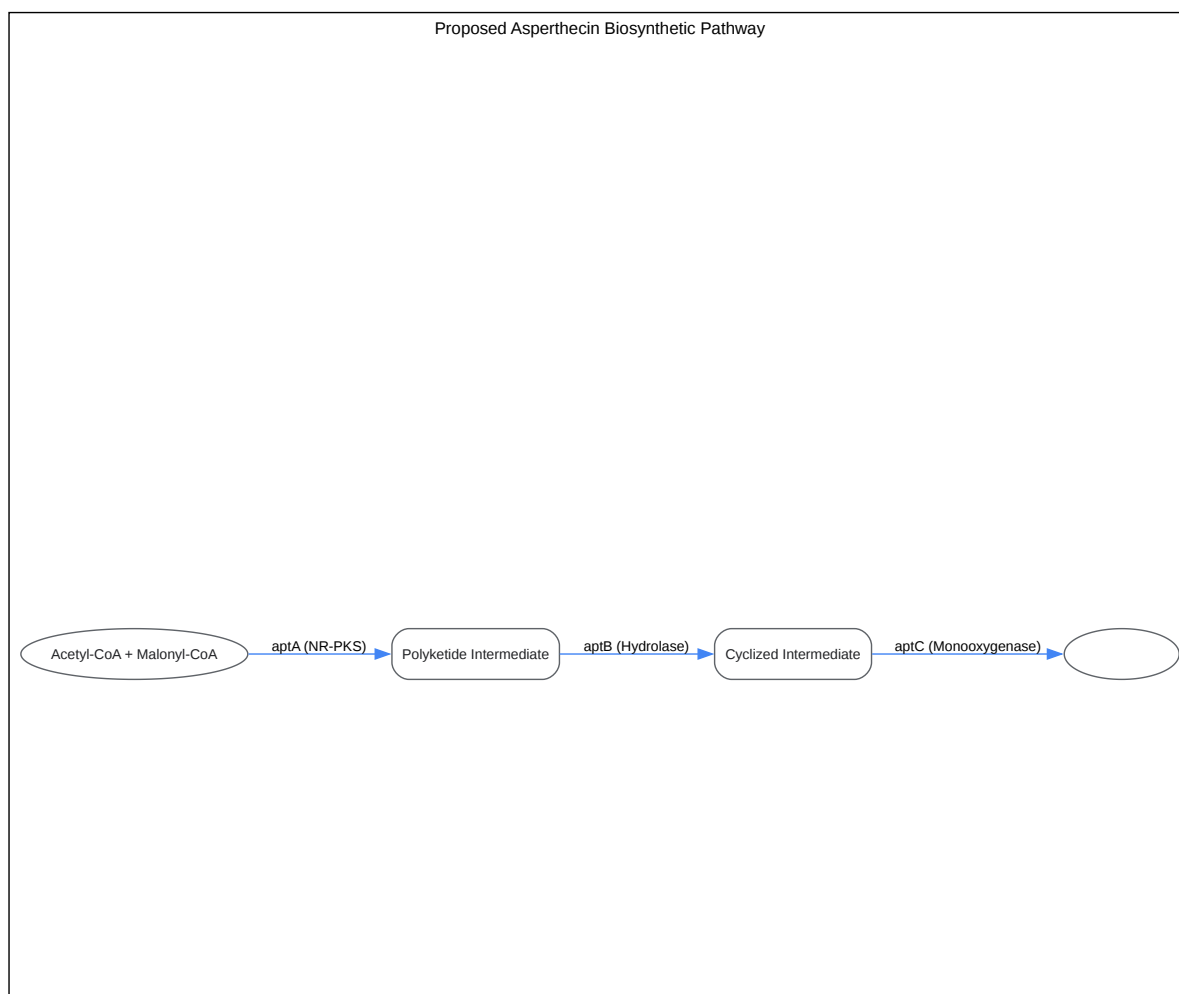 Proposed Asperthecin Biosynthetic Pathway
Acetyl-CoA + Malonyl-CoA
aptA (NR-PKS)
Polyketide Intermediate
aptB (Hydrolase)
Cyclized Intermediate
aptC (Monooxygenase)